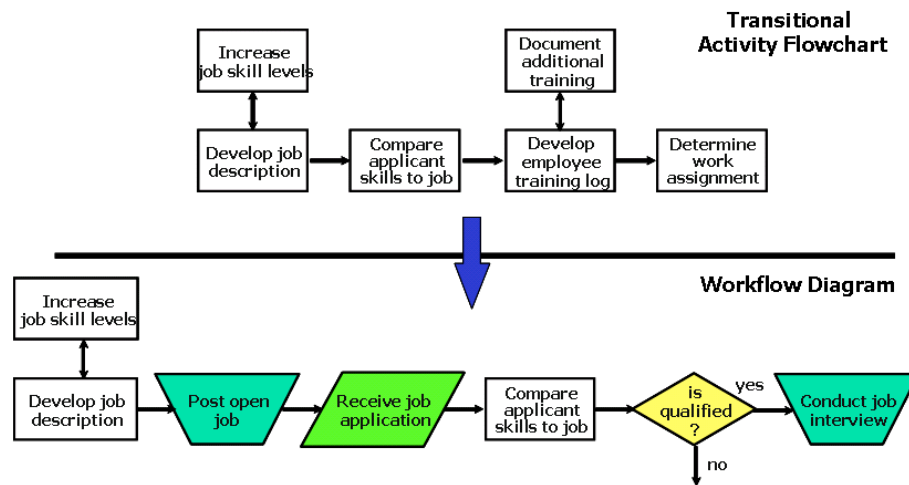 Transitional
Activity Flowchart
Increase
job skill levels
Document
additional
training
Develop job
description
Compare
applicant
skills to job
Develop
employee
training log
Determine
work
assignment
Workflow Diagram
Increase
job skill levels
Develop job
description
Post open
job
Receive job
application
Compare
applicant
skills to job
is
qualified
?
yes
Conduct job
interview
no